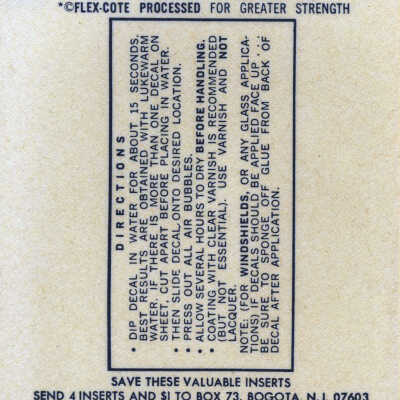 *©FLEX-COTE PROCESSED FOR GREATER STRENGTH
DIRECTIONS
• DIP DECAL IN WATER FOR ABOUT 15 SECONDS.
BEST RESULTS ARE OBTAINED WITH LUKEWARM
WATER. IF THERE IS MORE THAN ONE DECAL ON
SHEET, CUT APART BEFORE PLACING IN WATER.
• THEN SLIDE DECAL ONTO DESIRED LOCATION.
• PRESS OUT ALL AIR BUBBLES.
• ALLOW SEVERAL HOURS TO DRY BEFORE HANDLING.
• COATING WITH CLEAR VARNISH IS RECOMMENDED
(BUT NOT ESSENTIAL). USE VARNISH AND NOT
LACQUER.
NOTE: (FOR WINDSHIELDS, OR ANY GLASS APPLICA-
TIONS) IF DECALS SHOULD BE APPLIED FACE UP . . .
BE SURE TO SPONGE OFF GLUE FROM BACK OF
DECAL AFTER APPLICATION.
SAVE THESE VALUABLE INSERTS
SEND 4 INSERTS AND $1 TO BOX 73, BOGOTA, N.J. 07603